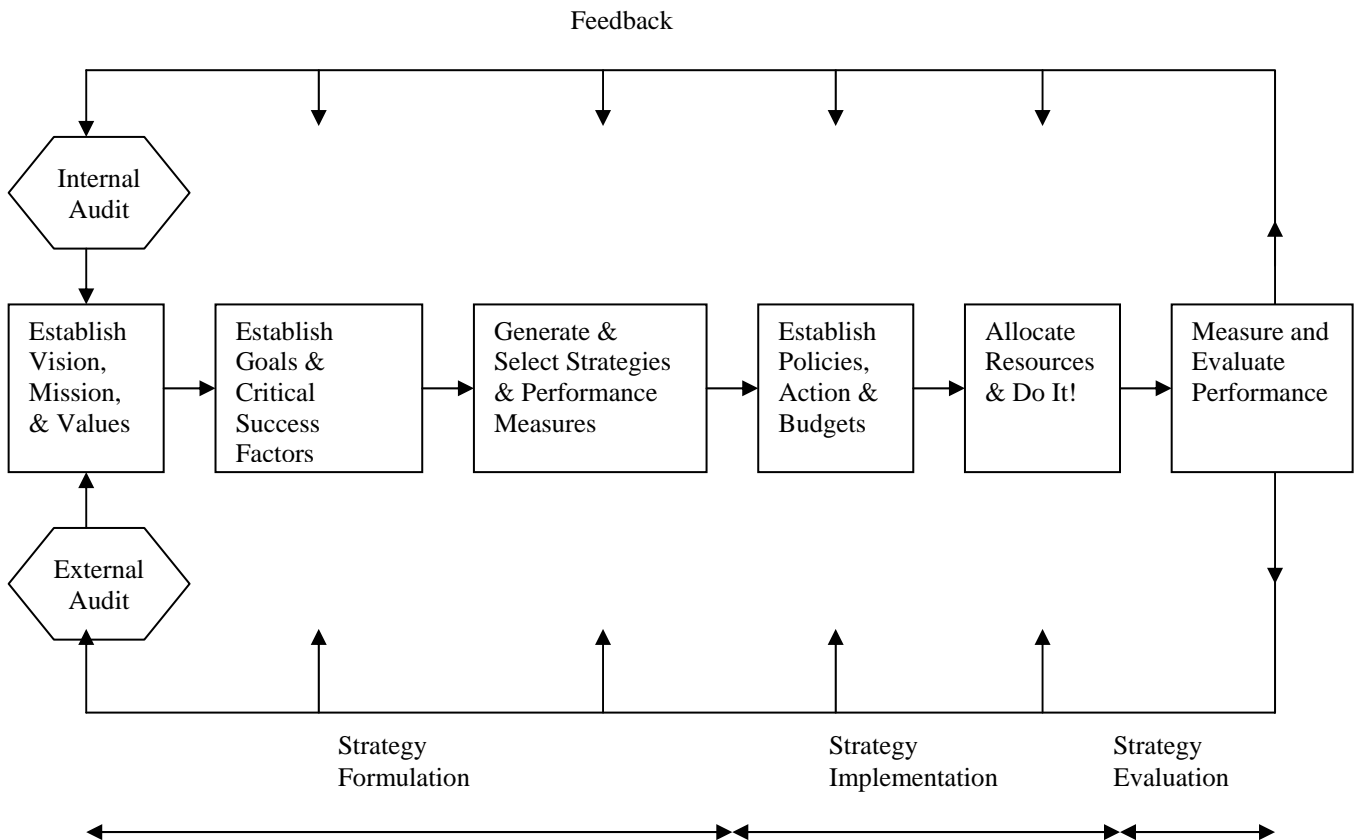 Feedback
Internal
Audit
Establish
Vision,
Mission,
& Values
Establish
Goals &
Critical
Success
Factors
Generate &
Select Strategies
& Performance
Measures
Establish
Policies,
Action &
Budgets
Allocate
Resources
& Do It!
Measure and
Evaluate
Performance
External
Audit
Strategy
Formulation
Strategy
Implementation
Strategy
Evaluation